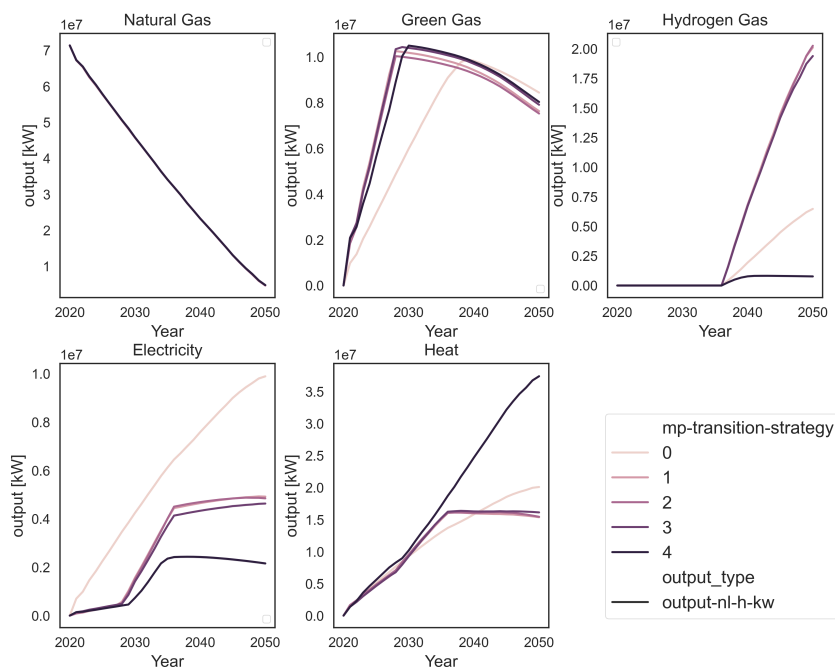 Natural Gas
Green Gas
Hydrogen Gas
1e7
1e7
1e7
7
6
5
4
3
2
1
output [kW]
2020 2030 2040 2050
Year
1.0
0.8
0.6
0.4
0.2
0.0
output [kW]
2020 2030 2040 2050
Year
2.00
1.75
1.50
1.25
1.00
0.75
0.50
0.25
0.00
output [kW]
2020 2030 2040 2050
Year
Electricity
Heat
1e7
1e7
1.0
0.8
0.6
0.4
0.2
0.0
output [kW]
2020 2030 2040 2050
Year
3.5
3.0
2.5
2.0
1.5
1.0
0.5
0.0
output [kW]
2020 2030 2040 2050
Year
mp-transition-strategy
0
1
2
3
4
output_type
output-nl-h-kw